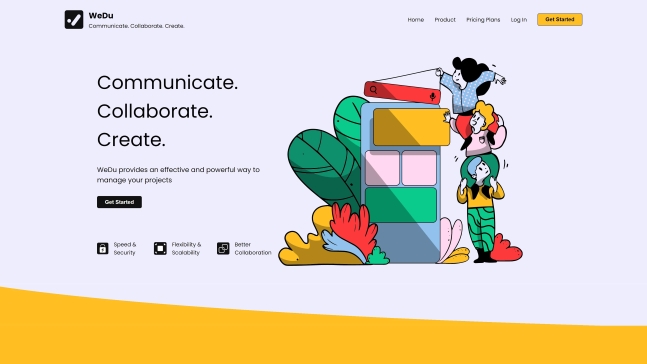 WeDu
Communicate. Collaborate. Create.
Home Product Pricing Plans Log In Get Started
Communicate.
Collaborate.
Create.
WeDu provides an effective and powerful way to
manage your projects
Get Started
Speed &
Security
Flexibility &
Scalability
Better
Collaboration